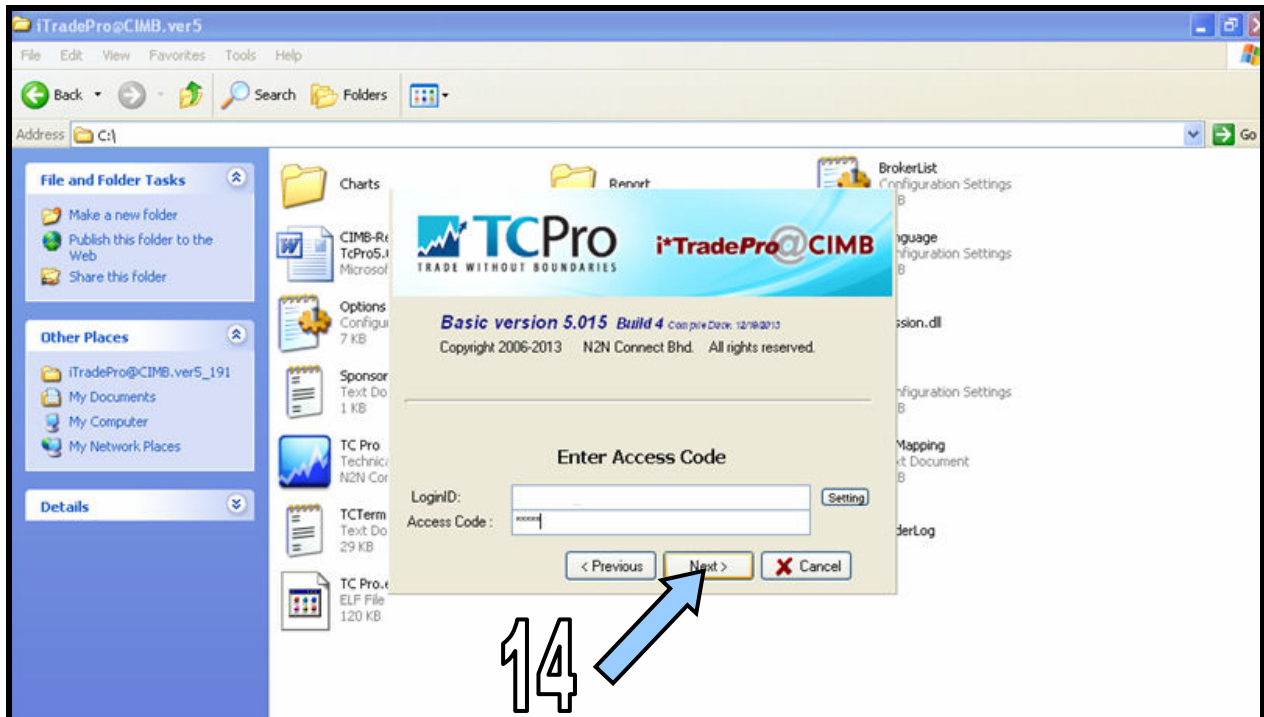 iTradePro@CIMB.ver5
File Edit View Favorites Tools Help
Back Search Folders
Address C:\ Go
File and Folder Tasks
Make a new folder
Publish this folder to the
Web
Share this folder
Other Places
iTradePro@CIMB.ver5_191
My Documents
My Computer
My Network Places
Details
Charts
Report
BrokerList
Configuration Settings
CIMB-Re
TcPro5.
Microsof
nguage
nfiguration Settings
B
Options
Configu
7 KB
ssion.dll
Sponsor
Text Do
1 KB
nfiguration Settings
B
TC Pro
Technic
N2N Cor
Mapping
xt Document
B
TCTerm
Text Do
29 KB
derLog
TC Pro.e
ELF File
120 KB
TCPro
TRADE WITHOUT BOUNDARIES
i*TradePro@CIMB
Basic version 5.015 Build 4 Compile Date: 12/19/2013
Copyright 2006-2013 N2N Connect Bhd. All rights reserved.
Enter Access Code
LoginID: Setting
Access Code : *****
< Previous Next > Cancel
14